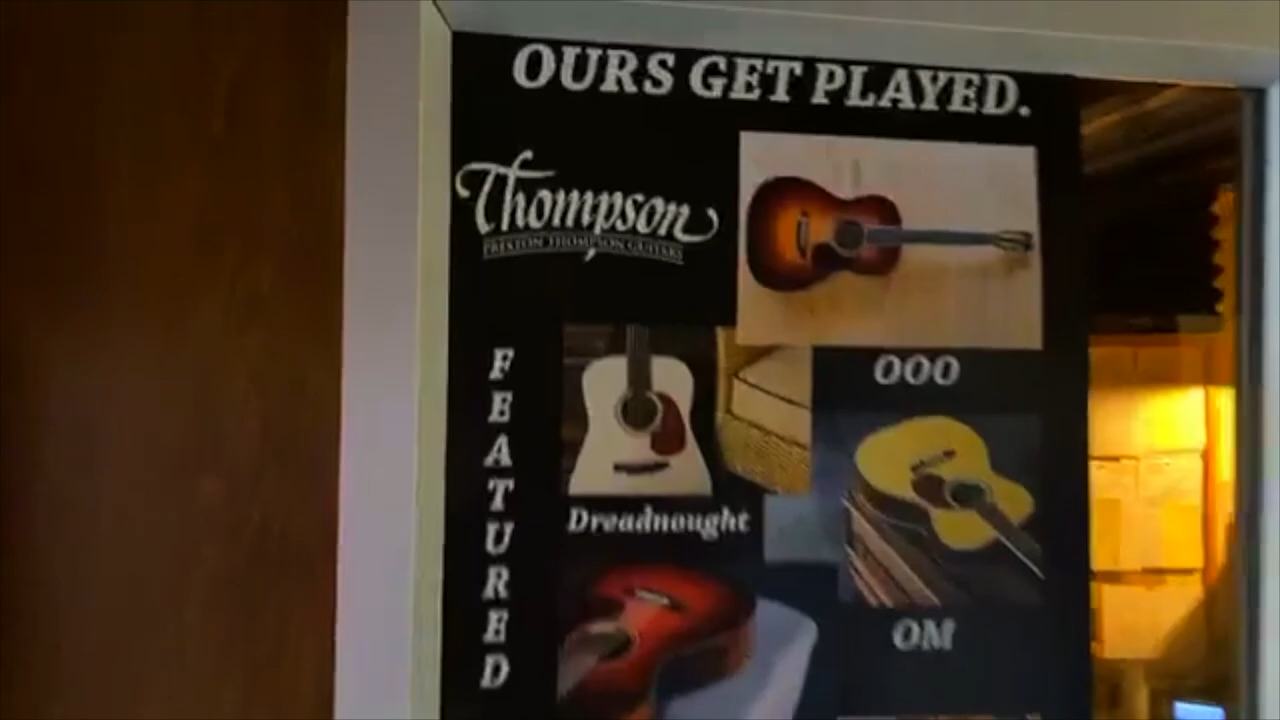 OURS GET PLAYED.
Thompson
PRESTON THOMPSON GUITARS
FEATURED
OOO
Dreadnought
OM